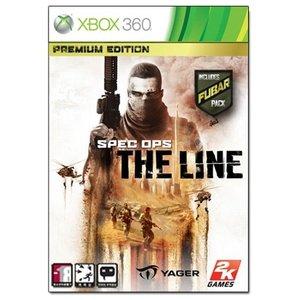 XBOX 360
PREMIUM EDITION
INCLUDES
FUBAR
PACK
SPEC OPS
THE LINE
YAGER
2K
GAMES